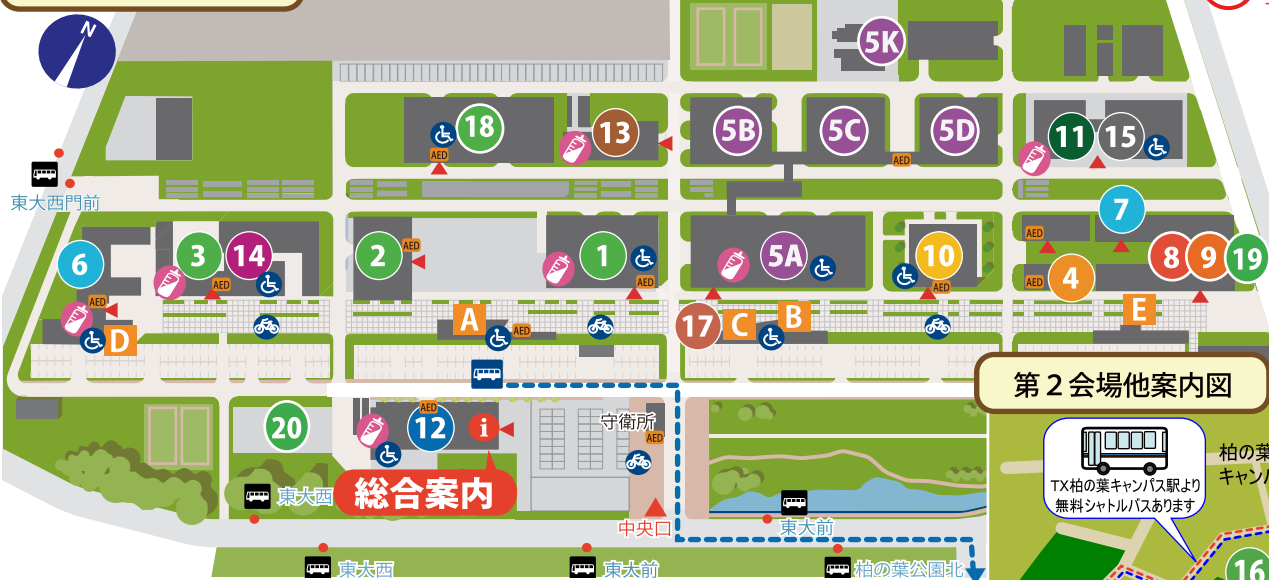 N
5K
18
13
5B
5C
5D
11
15
AED
AED
東大西門前
7
6
3
14
2
1
5A
10
8
9
19
4
AED
AED
AED
AED
AED
AED
AED
17
C
B
A
AED
D
E
第2会場他案内図
20
12
AED
i
守衛所
AED
総合案内
中央口
東大西
東大前
東大西
東大前
柏の葉公園北
TX柏の葉キャンパス駅より
無料シャトルバスあります
柏の葉
キャンパ
16